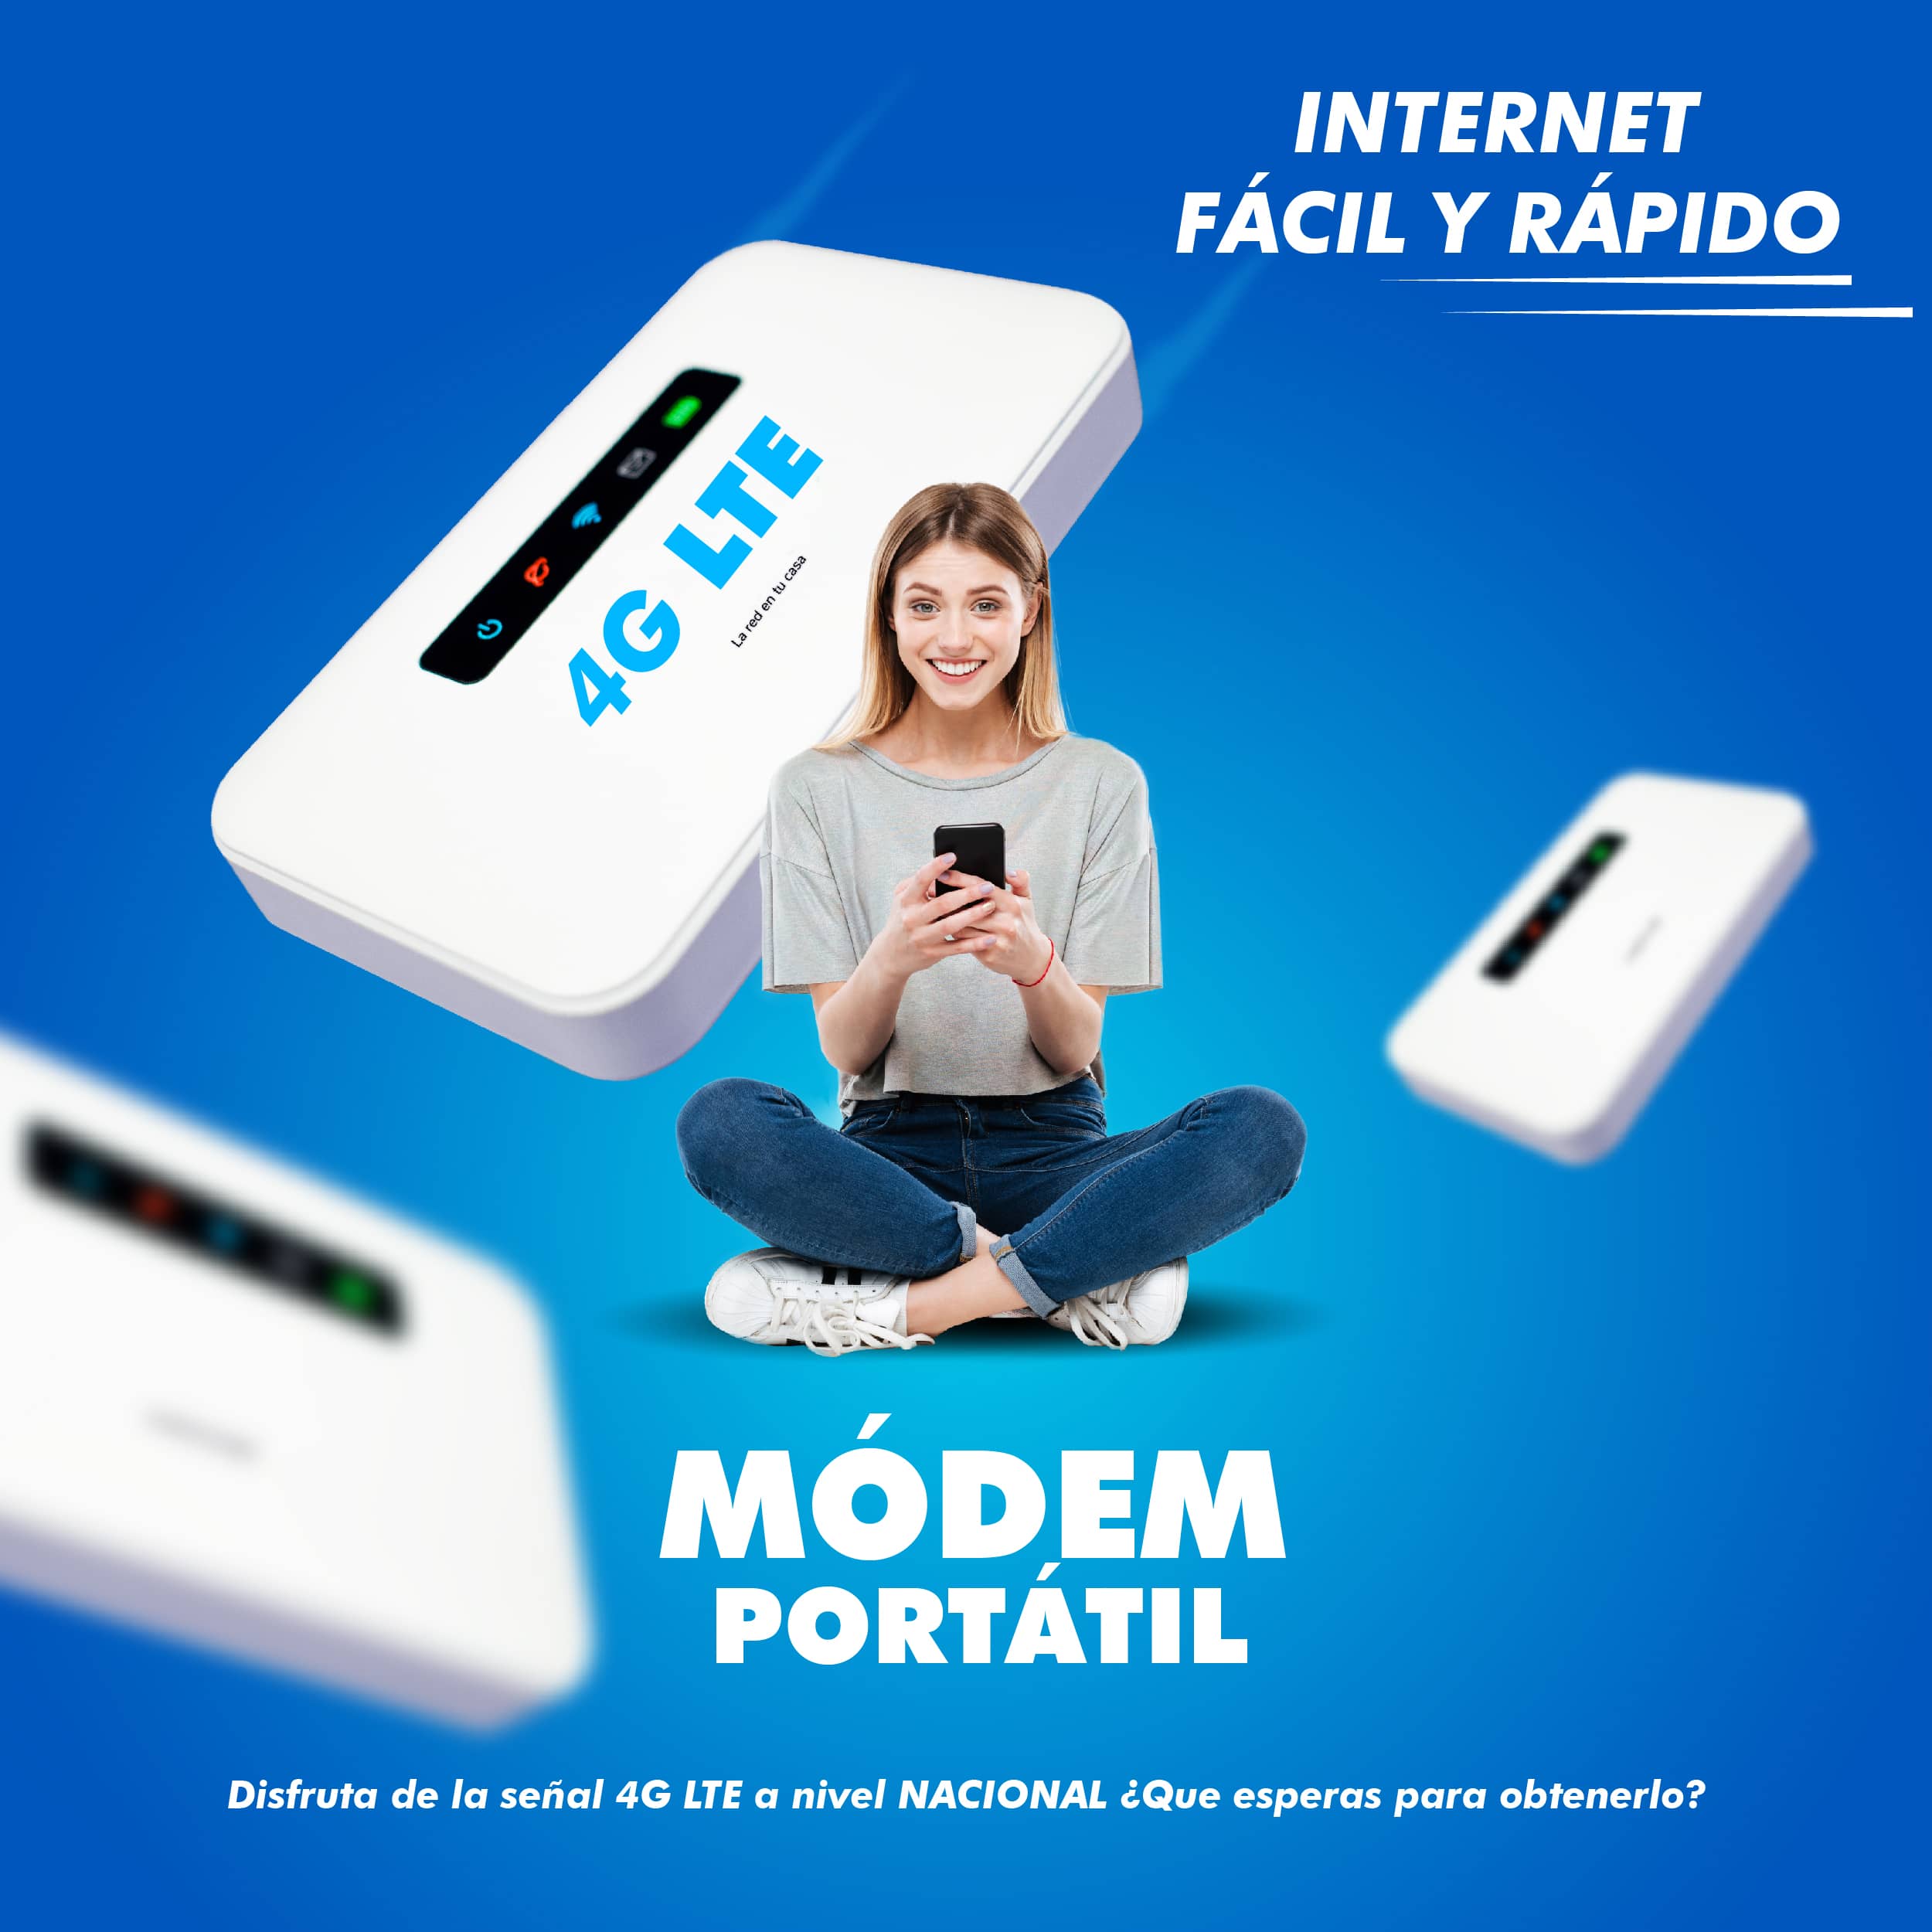 INTERNET
FÁCIL Y RÁPIDO
4G LTE
La red en tu casa
MÓDEM
PORTÁTIL
Disfruta de la señal 4G LTE a nivel NACIONAL ¿Que esperas para obtenerlo?